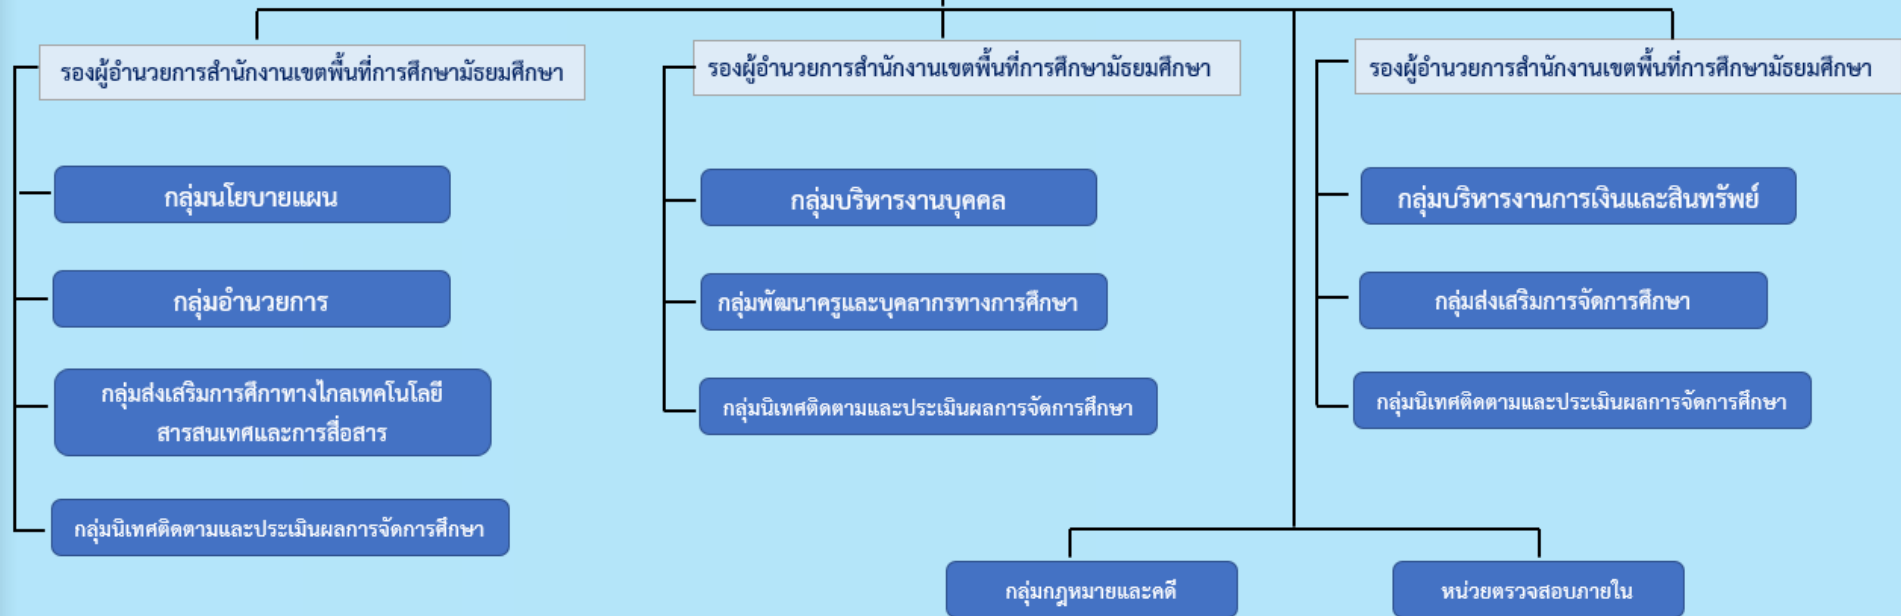 รองผู้อำนวยการสำนักงานเขตพื้นที่การศึกษามัธยมศึกษา
กลุ่มนโยบายแผน
กลุ่มอำนวยการ
กลุ่มส่งเสริมการศึกาทางไกลเทคโนโลยี
สารสนเทศและการสื่อสาร
กลุ่มนิเทศติดตามและประเมินผลการจัดการศึกษา
รองผู้อำนวยการสำนักงานเขตพื้นที่การศึกษามัธยมศึกษา
กลุ่มบริหารงานบุคคล
กลุ่มพัฒนาครูและบุคลากรทางการศึกษา
กลุ่มนิเทศติดตามและประเมินผลการจัดการศึกษา
รองผู้อำนวยการสำนักงานเขตพื้นที่การศึกษามัธยมศึกษา
กลุ่มบริหารงานการเงินและสินทรัพย์
กลุ่มส่งเสริมการจัดการศึกษา
กลุ่มนิเทศติดตามและประเมินผลการจัดการศึกษา
กลุ่มกฎหมายและคดี
หน่วยตรวจสอบภายใน